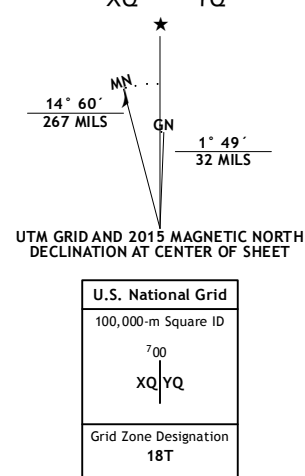 XQ YQ
★
MN
GN
14° 60´
267 MILS
1° 49´
32 MILS
UTM GRID AND 2015 MAGNETIC NORTH
DECLINATION AT CENTER OF SHEET
U.S. National Grid
100,000-m Square ID
⁷00
XQ YQ
Grid Zone Designation
18T